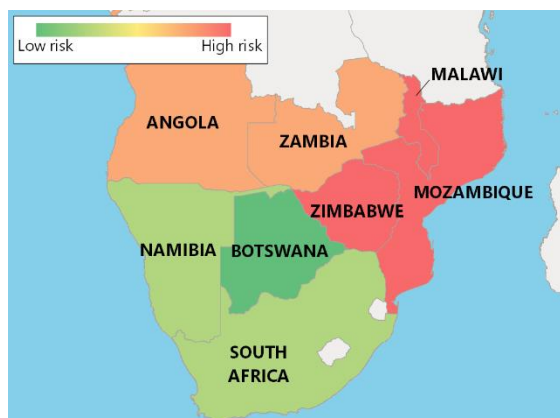 Low risk High risk
MALAWI
ANGOLA
ZAMBIA
MOZAMBIQUE
ZIMBABWE
NAMIBIA
BOTSWANA
SOUTH
AFRICA